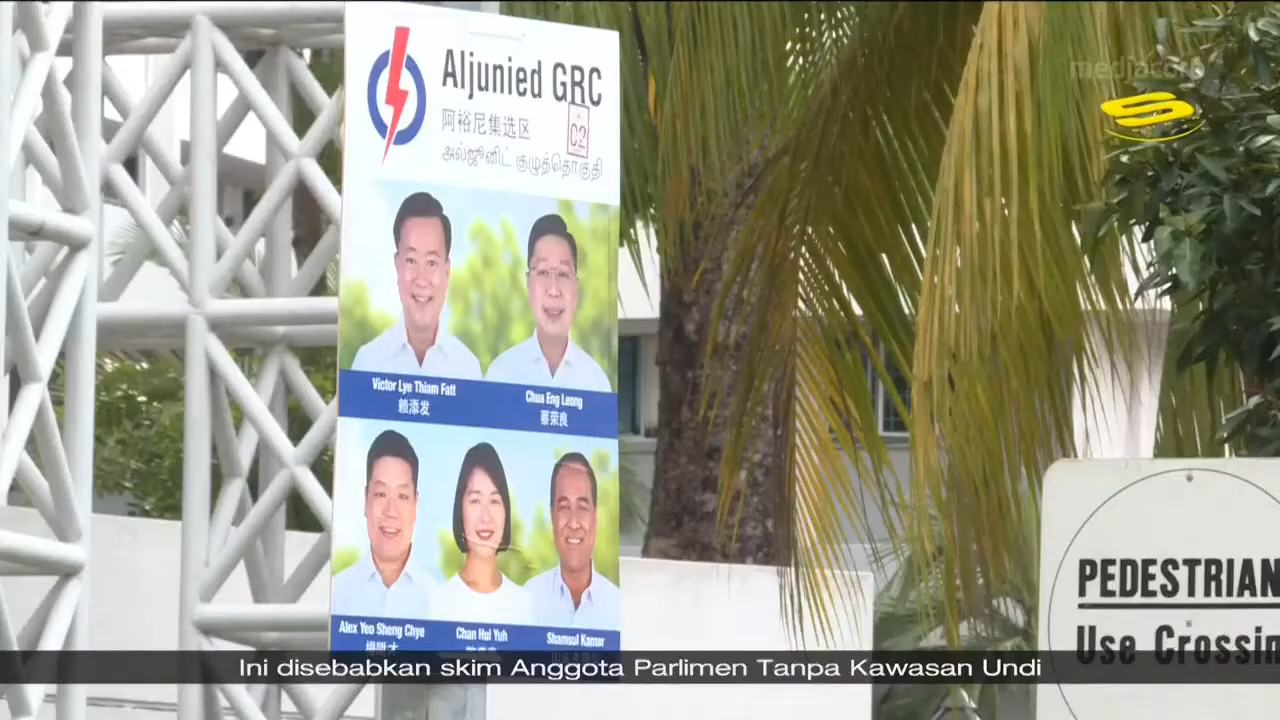 Aljunied GRC
阿裕尼集选区
அல்ஜூனிட் குழுத்தொகுதி
C2
mediacorp
Victor Lye Thiam Fatt
赖添发
Chua Eng Leong
蔡荣良
Alex Yeo Sheng Chye
Chan Hui Yuh
Shamsul Kamar
PEDESTRIAN
Use Crossin
Ini disebabkan skim Anggota Parlimen Tanpa Kawasan Undi